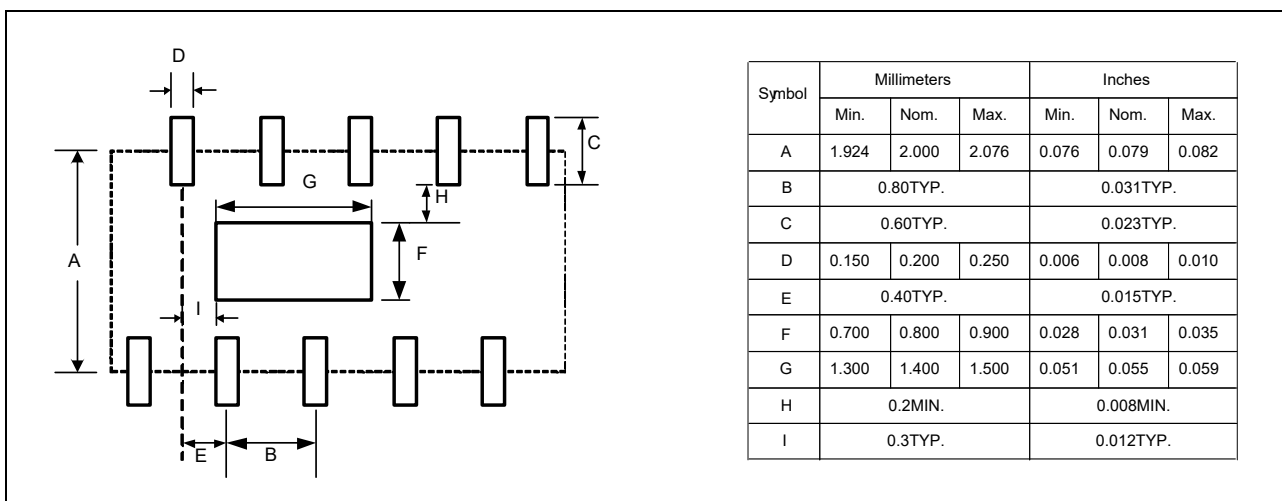 D
C
G
H
A
F
I
E
B
Symbol Millimeters Inches
Min. Nom. Max. Min. Nom. Max.
A 1.924 2.000 2.076 0.076 0.079 0.082
B 0.80TYP. 0.031TYP.
C 0.60TYP. 0.023TYP.
D 0.150 0.200 0.250 0.006 0.008 0.010
E 0.40TYP. 0.015TYP.
F 0.700 0.800 0.900 0.028 0.031 0.035
G 1.300 1.400 1.500 0.051 0.055 0.059
H 0.2MIN. 0.008MIN.
I 0.3TYP. 0.012TYP.